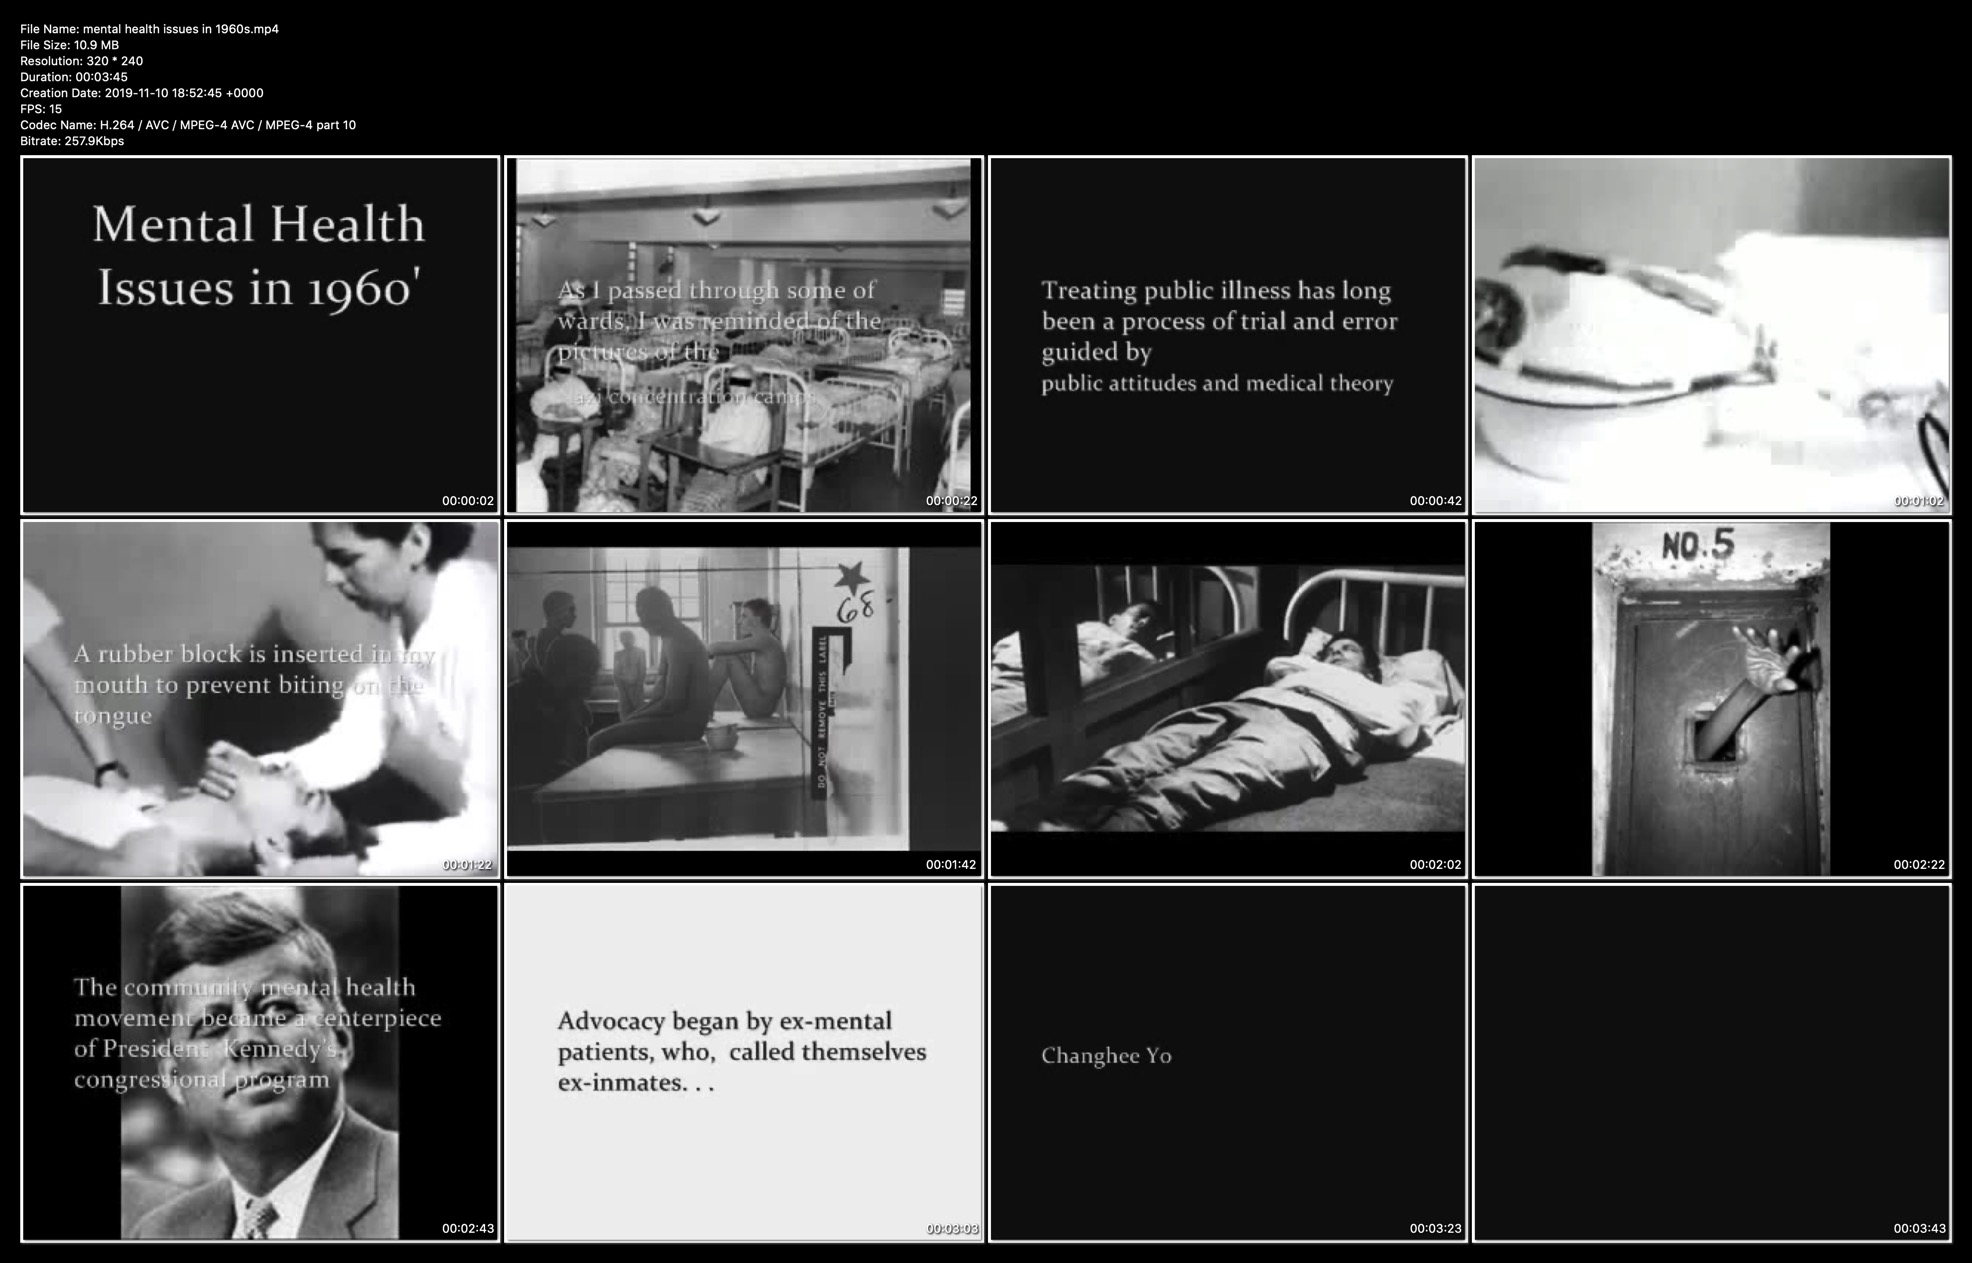 File Name: mental health issues in 1960s.mp4
File Size: 10.9 MB
Resolution: 320 * 240
Duration: 00:03:45
Creation Date: 2019-11-10 18:52:45 +0000
FPS: 15
Codec Name: H.264 / AVC / MPEG-4 AVC / MPEG-4 part 10
Bitrate: 257.9Kbps
Mental Health
Issues in 1960'
00:00:02
As I passed through some of
wards, I was reminded of the
pictures of the
Nazi concentration camps
00:00:22
Treating public illness has long
been a process of trial and error
guided by
public attitudes and medical theory
00:00:42
00:01:02
A rubber block is inserted in my
mouth to prevent biting on the
tongue
00:01:22
68
DO NOT REMOVE THIS LABEL
00:01:42
00:02:02
NO.5
00:02:22
The community mental health
movement became a centerpiece
of President Kennedy's
congressional program
00:02:43
Advocacy began by ex-mental
patients, who, called themselves
ex-inmates. . .
00:03:03
Changhee Yo
00:03:23
00:03:43